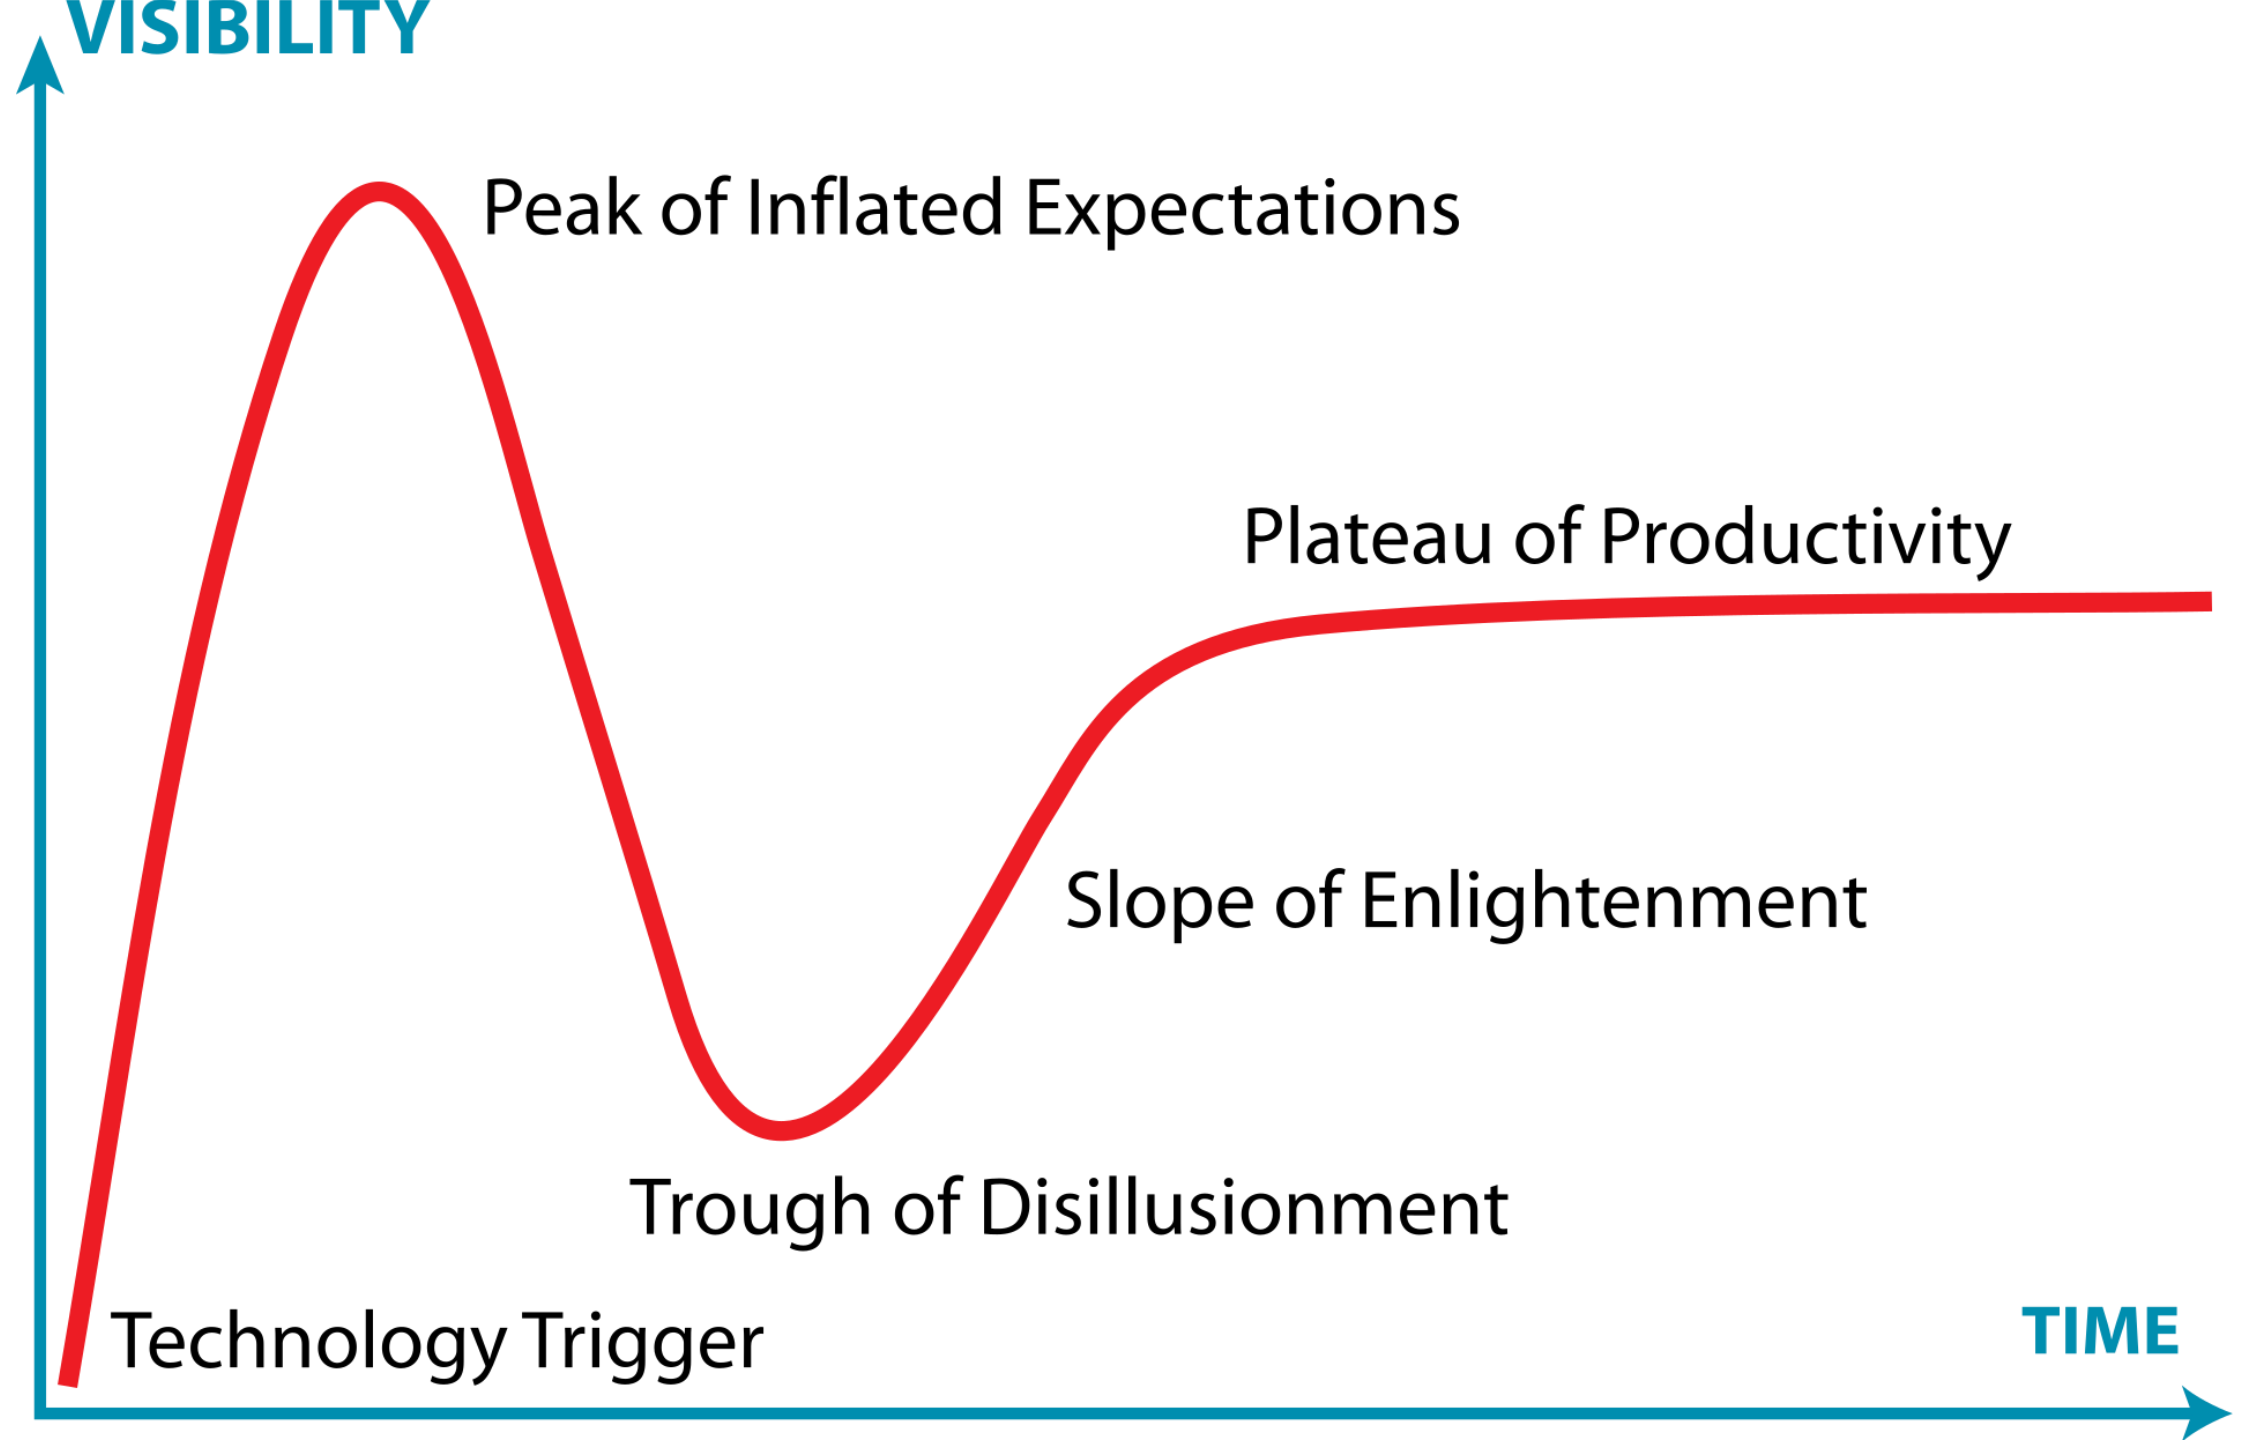 VISIBILITY
Peak of Inflated Expectations
Plateau of Productivity
Slope of Enlightenment
Trough of Disillusionment
Technology Trigger
TIME